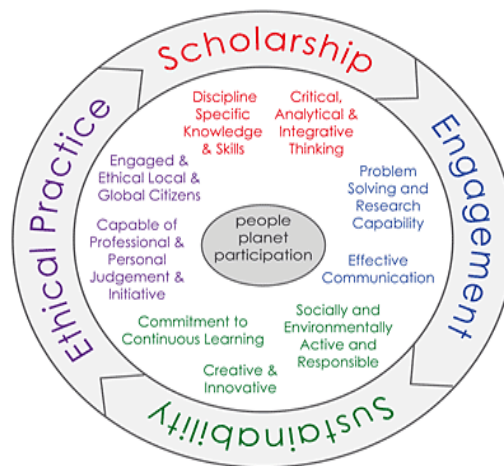 Scholarship
Engagement
Sustainability
Ethical Practice
Discipline
Specific
Knowledge
& Skills
Critical,
Analytical &
Integrative
Thinking
Problem
Solving and
Research
Capability
Effective
Communication
Socially and
Environmentally
Active and
Responsible
Creative &
Innovative
Commitment to
Continuous Learning
Capable of
Professional &
Personal
Judgement &
Initiative
Engaged &
Ethical Local &
Global Citizens
people
planet
participation